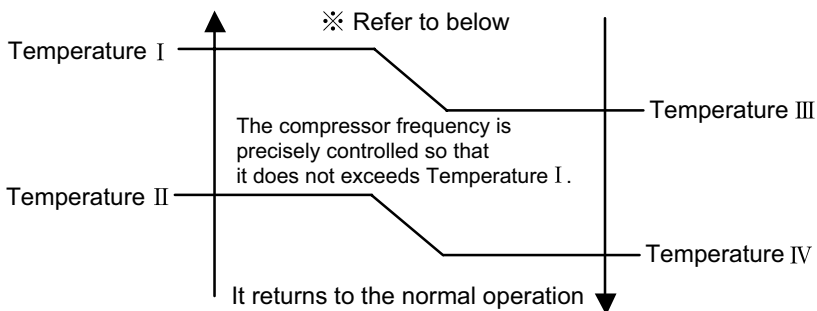 ※ Refer to below
Temperature Ⅰ
Temperature Ⅲ
The compressor frequency is
precisely controlled so that
it does not exceeds Temperature Ⅰ.
Temperature Ⅱ
Temperature Ⅳ
It returns to the normal operation